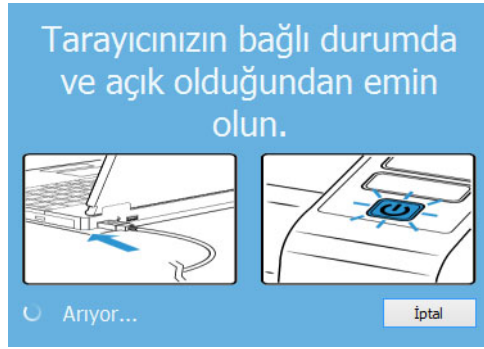 Tarayıcınızın bağlı durumda
ve açık olduğundan emin
olun.
Arıyor...
İptal